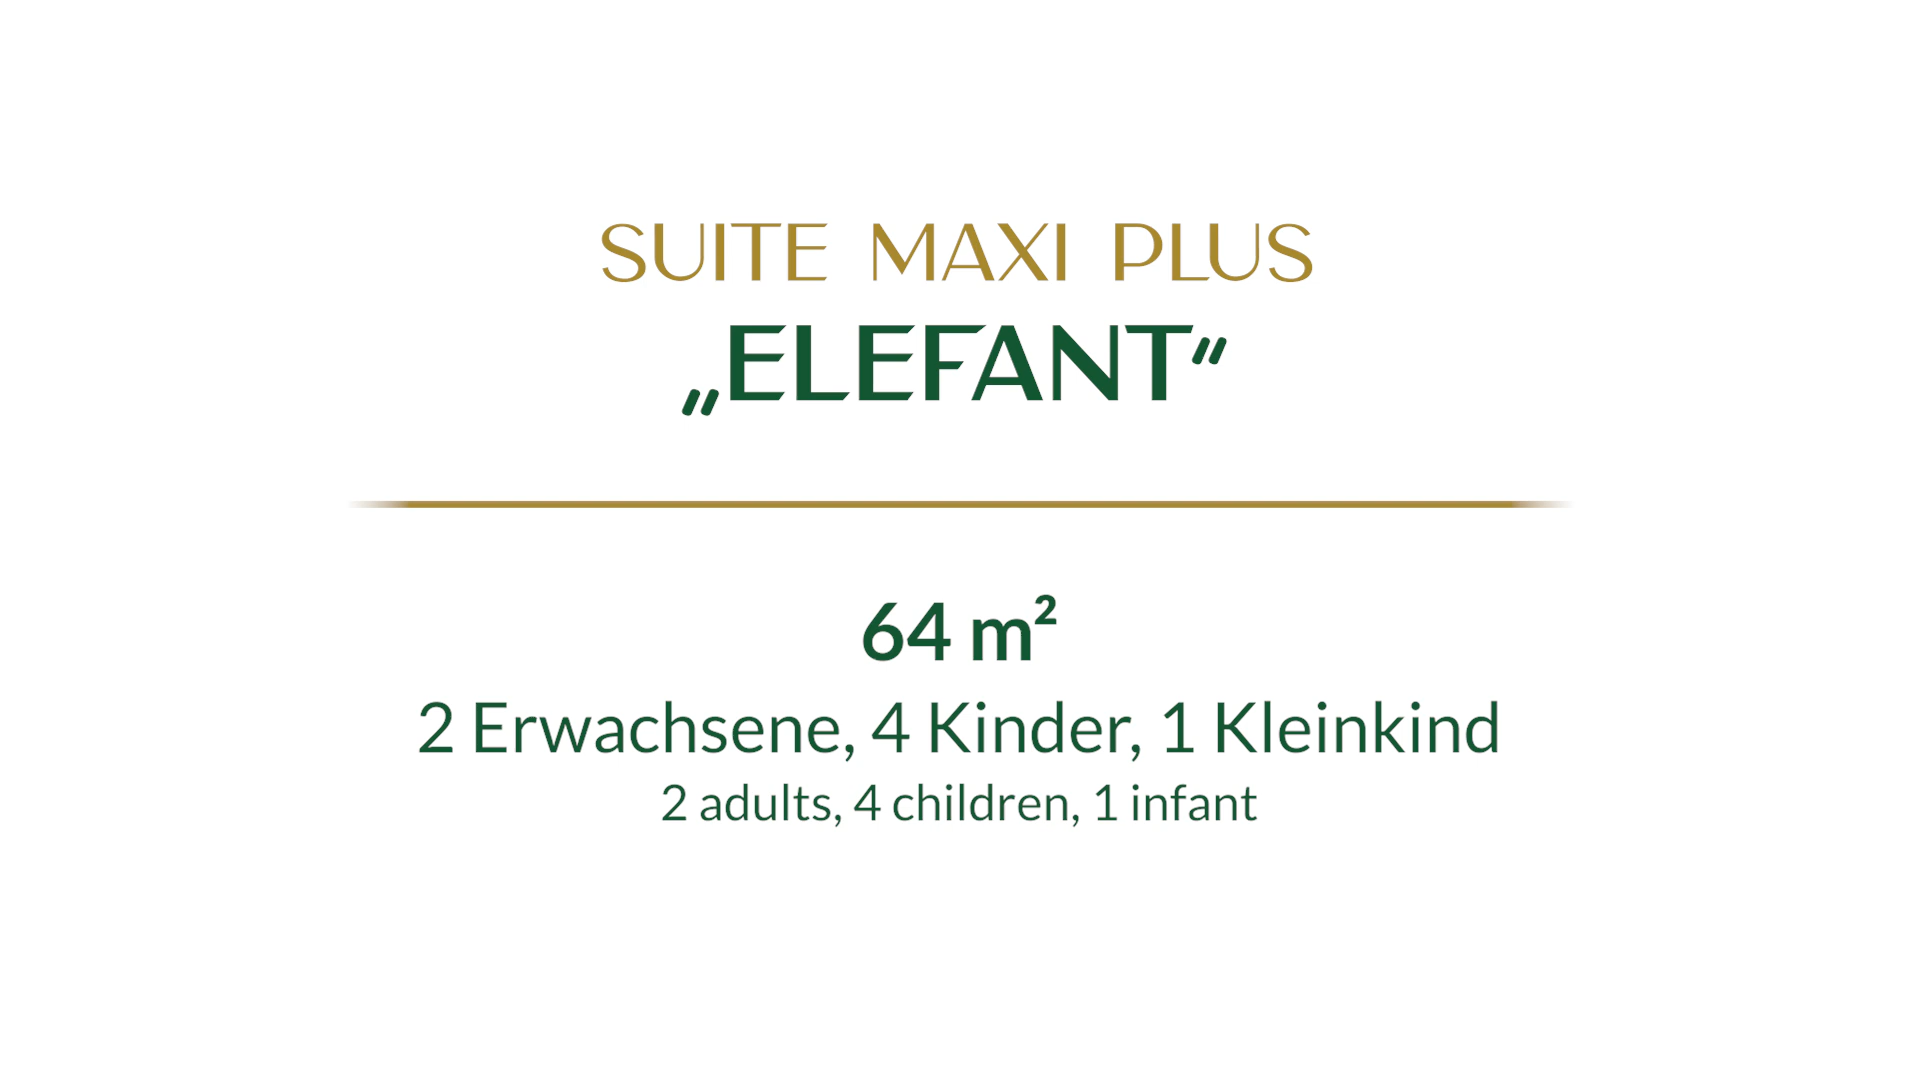 SUITE MAXI PLUS
„ELEFANT“
64 m²
2 Erwachsene, 4 Kinder, 1 Kleinkind
2 adults, 4 children, 1 infant